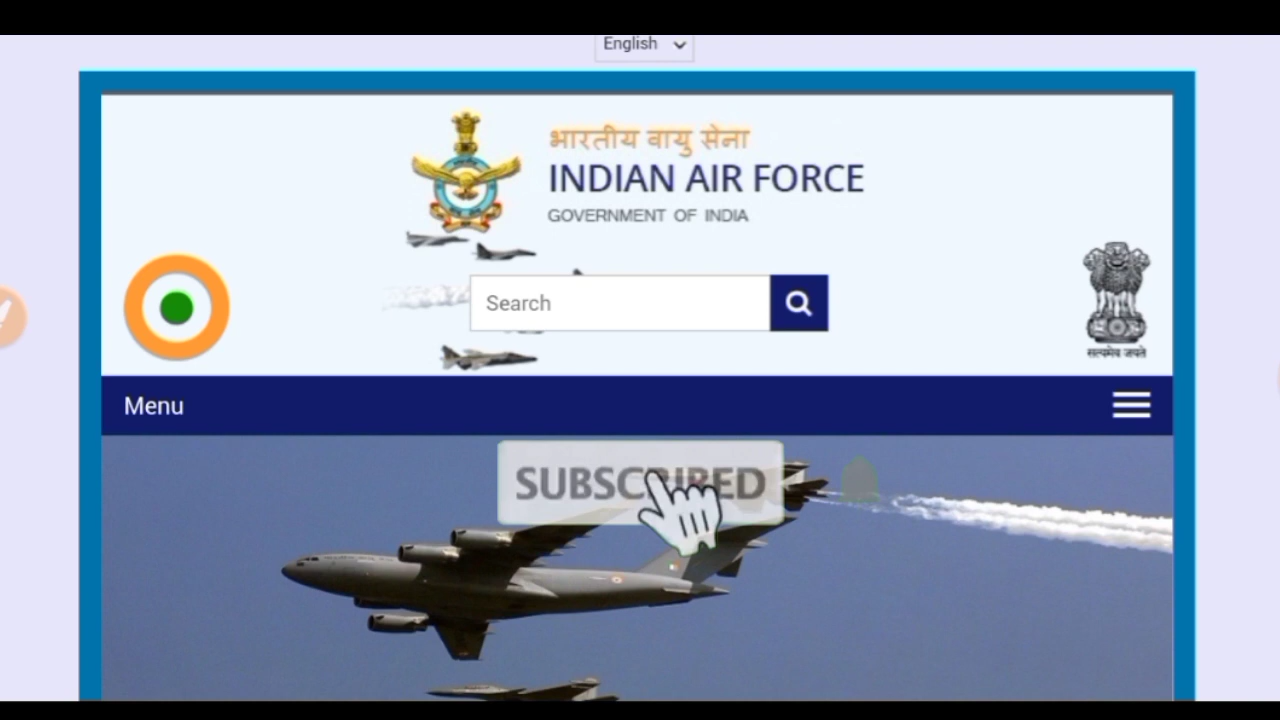 English
भारतीय वायु सेना
INDIAN AIR FORCE
GOVERNMENT OF INDIA
Search
सत्यमेव जयते
Menu
SUBSCRIBED